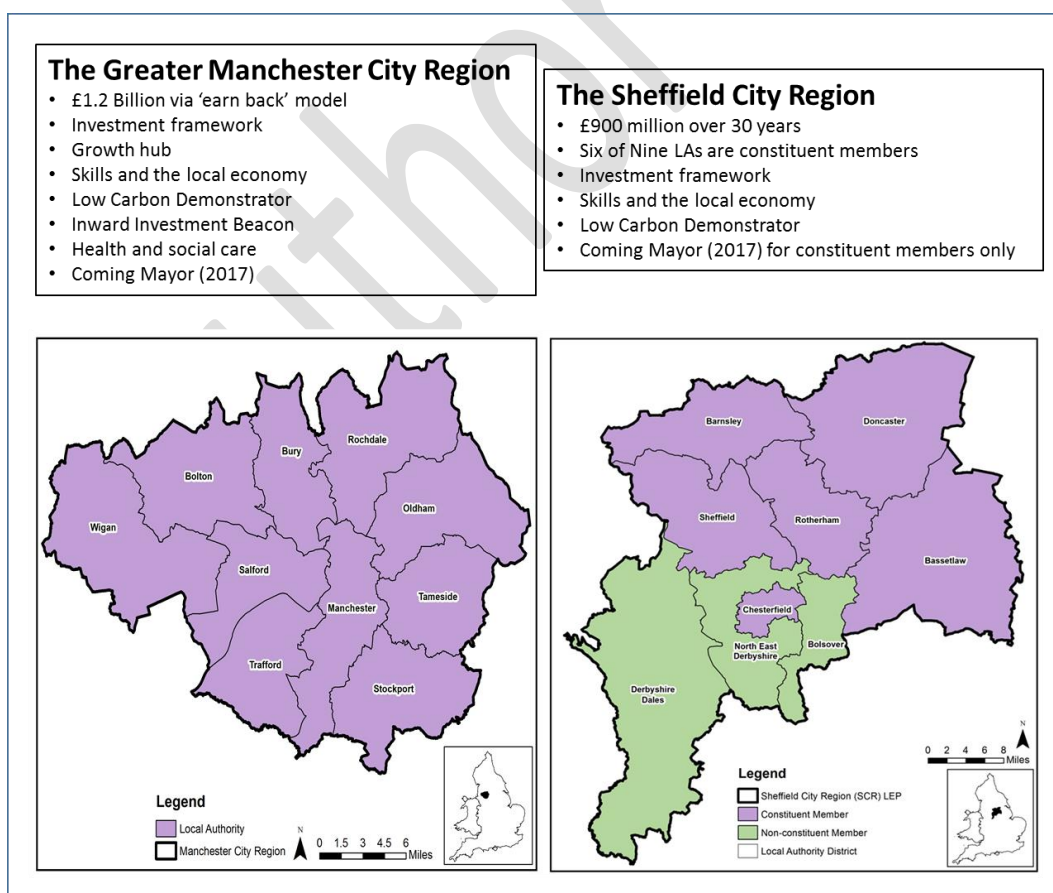 The Greater Manchester City Region
• £1.2 Billion via ‘earn back’ model
• Investment framework
• Growth hub
• Skills and the local economy
• Low Carbon Demonstrator
• Inward Investment Beacon
• Health and social care
• Coming Mayor (2017)
The Sheffield City Region
• £900 million over 30 years
• Six of Nine LAs are constituent members
• Investment framework
• Skills and the local economy
• Low Carbon Demonstrator
• Coming Mayor (2017) for constituent members only
Rochdale
Bury
Bolton
Oldham
Wigan
Salford
Tameside
Manchester
Trafford
Stockport
Legend
Local Authority
Manchester City Region
N
0 1.5 3 4.5 6
Miles
Barnsley
Doncaster
Sheffield
Rotherham
Bassetlaw
Chesterfield
North East
Derbyshire
Bolsover
Derbyshire
Dales
N
0 2 4 6 8
Miles
Legend
Sheffield City Region (SCR) LEP
Constituent Member
Non-constituent Member
Local Authority District